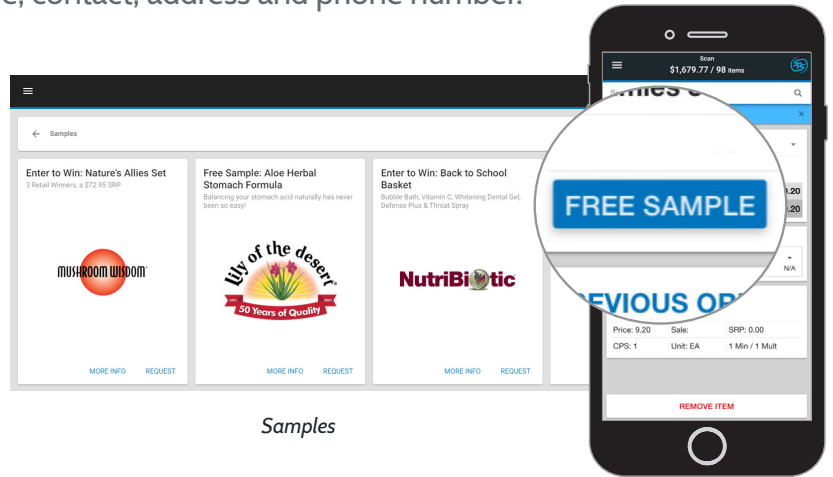 e, contact, address and phone number.
Samples
Enter to Win: Nature's Allies Set
3 Retail Winners, a $72.95 SRP
MUSHROOM WISDOM
MORE INFO REQUEST
Free Sample: Aloe Herbal
Stomach Formula
Balancing your stomach acid naturally has never
been so easy!
Lily of the desert
50 Years of Quality
MORE INFO REQUEST
Enter to Win: Back to School
Basket
Bubble Bath, Vitamin C, Whitening Dental Gel,
Defense Plus & Throat Spray
NutriBiotic
MORE INFO REQUEST
Samples
Scan
$1,679.77 / 98 items
FREE SAMPLE
EVIOUS OR
.20
.20
N/A
Price: 9.20 Sale: SRP: 0.00
CPS: 1 Unit: EA 1 Min / 1 Mult
REMOVE ITEM